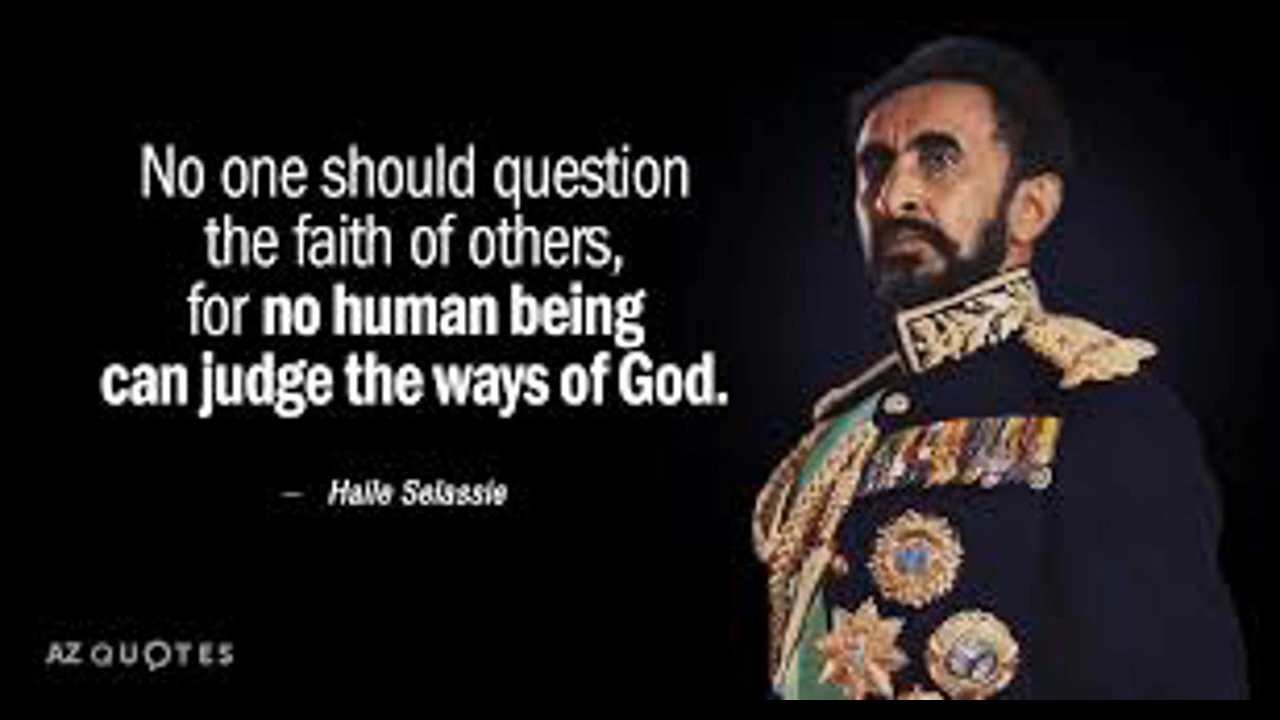 No one should question
the faith of others,
for no human being
can judge the ways of God.
— Haile Selassie
AZ QUOTES